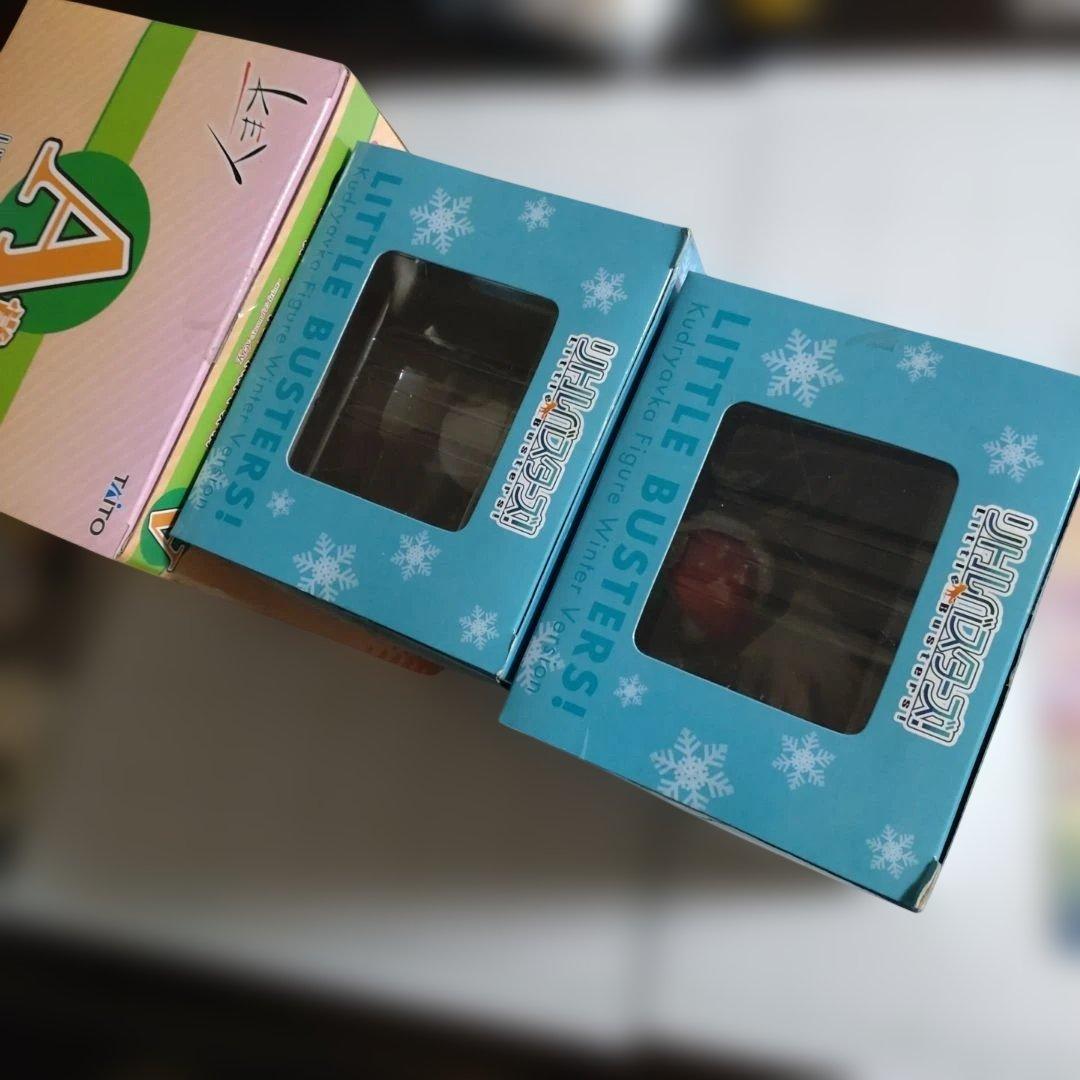 Key
A
賞
TAITO
A
LITTLE BUSTERS!
Kudryavka Figure Winter Version
リトルバスターズ!
Little Busters!
LITTLE BUSTERS!
Kudryavka Figure Winter Version
リトルバスターズ!
Little Busters!